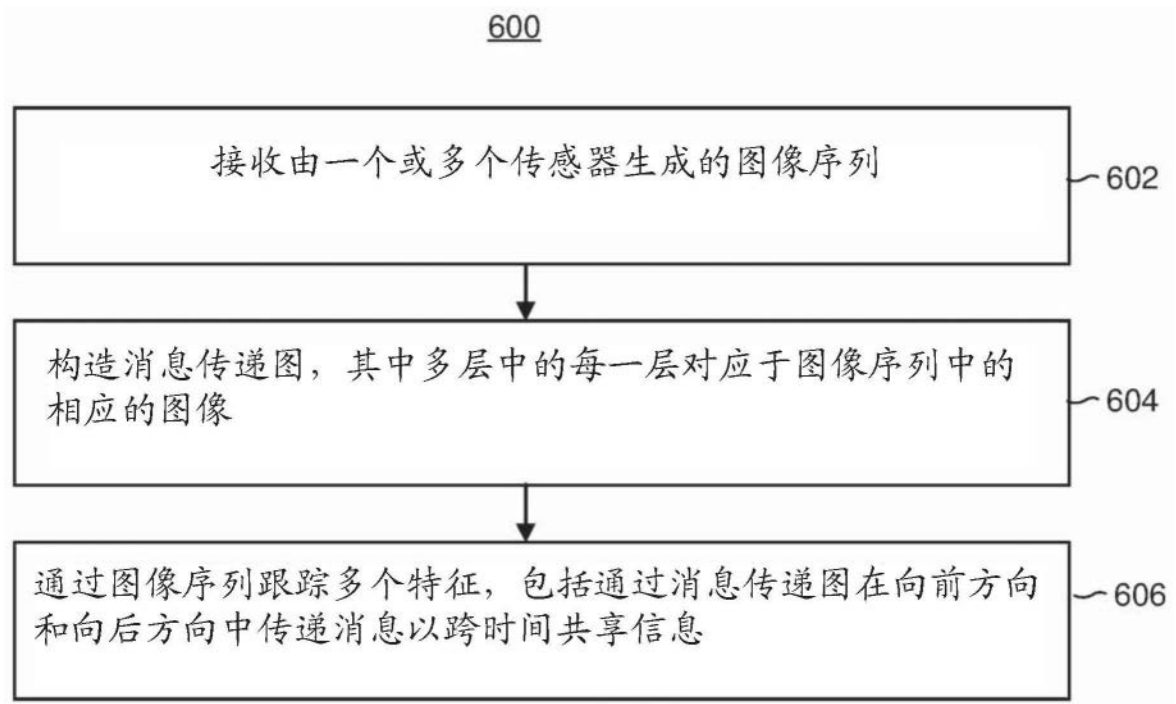 600
接收由一个或多个传感器生成的图像序列
602
构造消息传递图，其中多层中的每一层对应于图像序列中的
相应的图像
604
通过图像序列跟踪多个特征，包括通过消息传递图在向前方向
和向后方向中传递消息以跨时间共享信息
606